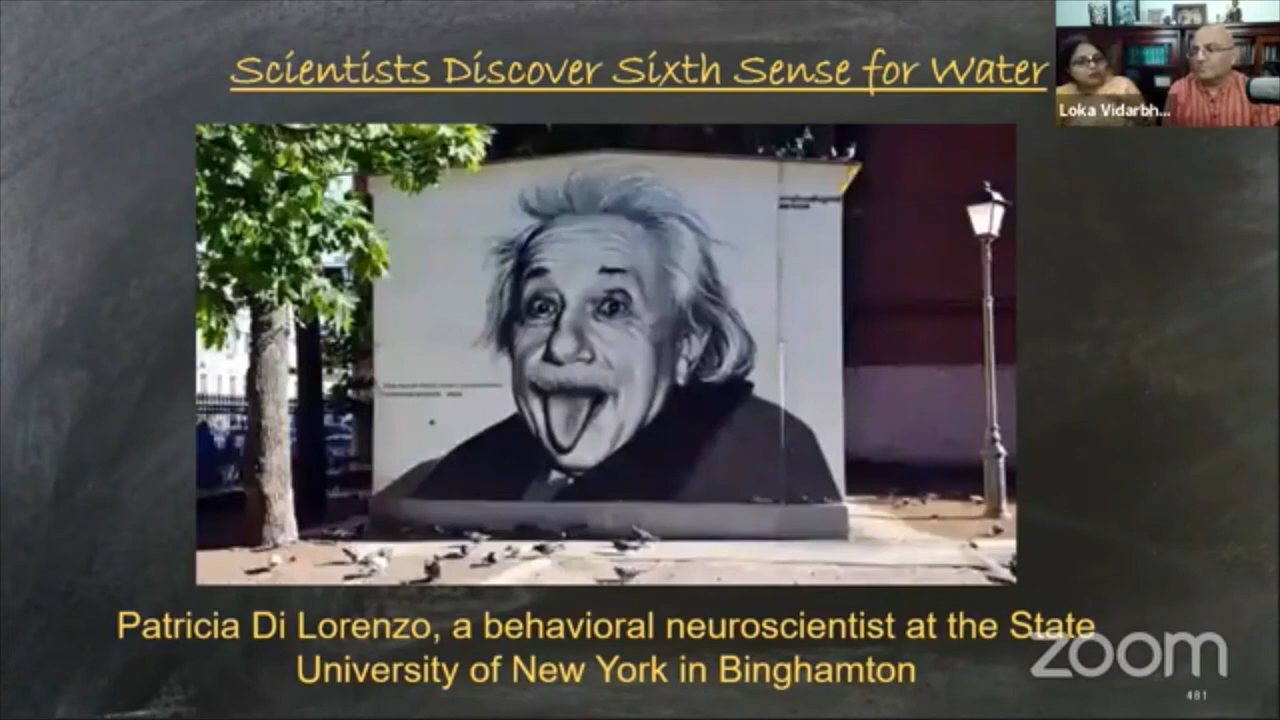 Scientists Discover Sixth Sense for Water
Loka Vidarbh...
Patricia Di Lorenzo, a behavioral neuroscientist at the State
University of New York in Binghamton
zoom
481